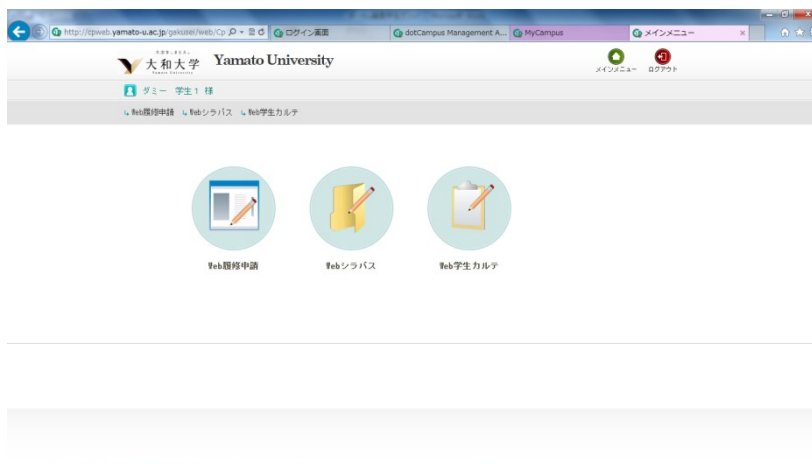 http://cpweb.yamato-u.ac.jp/gakusei/web/Cp
ログイン画面
dotCampus Management A...
MyCampus
メインメニュー
大和大学 Yamato University
メインメニュー
ログアウト
ダミー 学生1 様
Web履修申請 Webシラバス Web学生カルテ
Web履修申請
Webシラバス
Web学生カルテ